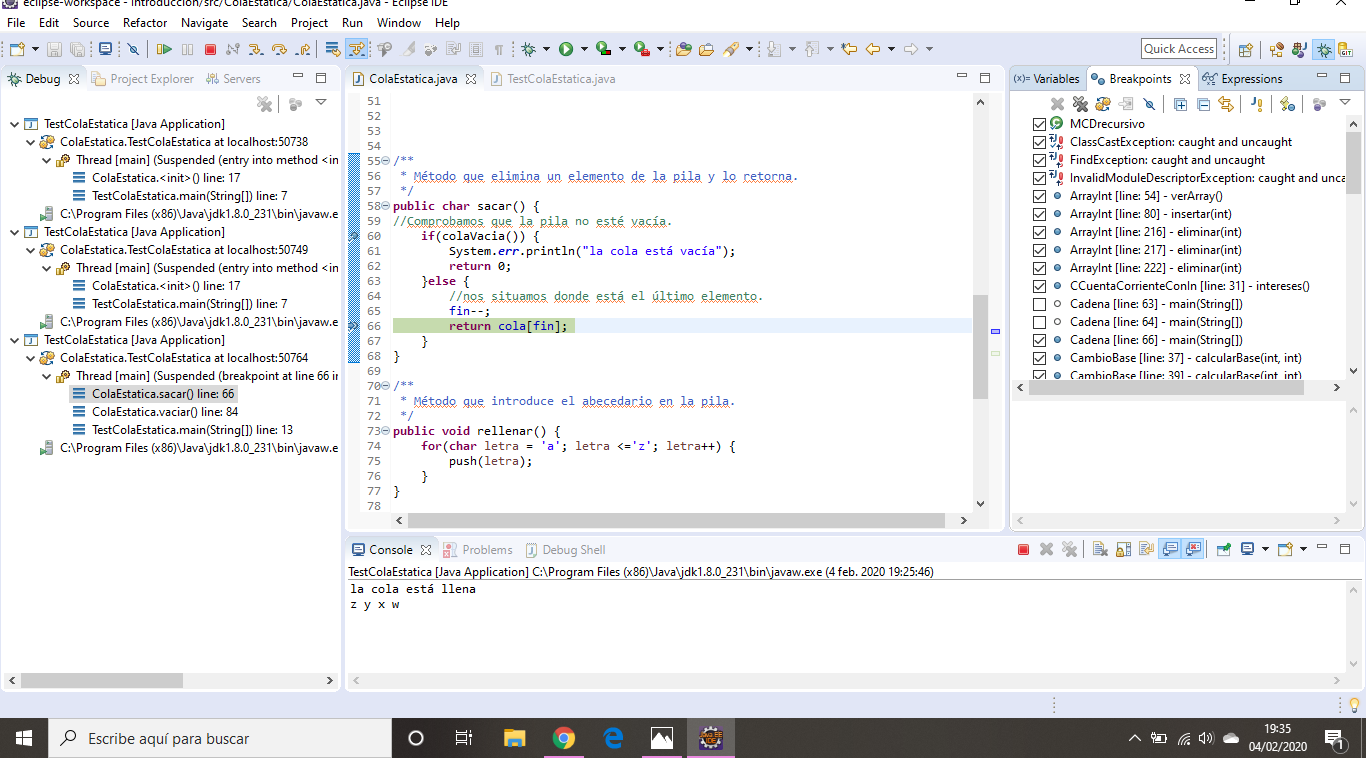 eclipse-workspace - Introduccion/src/ColaEstatica/ColaEstatica.java - Eclipse IDE
File Edit Source Refactor Navigate Search Project Run Window Help
Quick Access
Debug Project Explorer Servers
TestColaEstatica [Java Application]
ColaEstatica.TestColaEstatica at localhost:50738
Thread [main] (Suspended (entry into method <in
ColaEstatica.<init>() line: 17
TestColaEstatica.main(String[]) line: 7
C:\Program Files (x86)\Java\jdk1.8.0_231\bin\javaw.e
TestColaEstatica [Java Application]
ColaEstatica.TestColaEstatica at localhost:50749
Thread [main] (Suspended (entry into method <in
ColaEstatica.<init>() line: 17
TestColaEstatica.main(String[]) line: 7
C:\Program Files (x86)\Java\jdk1.8.0_231\bin\javaw.e
TestColaEstatica [Java Application]
ColaEstatica.TestColaEstatica at localhost:50764
Thread [main] (Suspended (breakpoint at line 66 ir
ColaEstatica.sacar() line: 66
ColaEstatica.vaciar() line: 84
TestColaEstatica.main(String[]) line: 13
C:\Program Files (x86)\Java\jdk1.8.0_231\bin\javaw.e
ColaEstatica.java TestColaEstatica.java
51
52
53
54
55 /**
56 * Método que elimina un elemento de la pila y lo retorna.
57 */
58 public char sacar() {
59 //Comprobamos que la pila no esté vacía.
60 if(colaVacia()) {
61 System.err.println("la cola está vacía");
62 return 0;
63 }else {
64 //nos situamos donde está el último elemento.
65 fin--;
66 return cola[fin];
67 }
68 }
69
70 /**
71 * Método que introduce el abecedario en la pila.
72 */
73 public void rellenar() {
74 for(char letra = 'a'; letra <='z'; letra++) {
75 push(letra);
76 }
77 }
78
(x)= Variables Breakpoints Expressions
MCDrecursivo
ClassCastException: caught and uncaught
FindException: caught and uncaught
InvalidModuleDescriptorException: caught and unca
ArrayInt [line: 54] - verArray()
ArrayInt [line: 80] - insertar(int)
ArrayInt [line: 216] - eliminar(int)
ArrayInt [line: 217] - eliminar(int)
ArrayInt [line: 222] - eliminar(int)
CCuentaCorrienteConIn [line: 31] - intereses()
Cadena [line: 63] - main(String[])
Cadena [line: 64] - main(String[])
Cadena [line: 66] - main(String[])
CambioBase [line: 37] - calcularBase(int, int)
CambioBase [line: 39] - calcularBase(int, int)
Console Problems Debug Shell
TestColaEstatica [Java Application] C:\Program Files (x86)\Java\jdk1.8.0_231\bin\javaw.exe (4 feb. 2020 19:25:46)
la cola está llena
z y x w
Escribe aquí para buscar
Java EE
IDE
19:35
04/02/2020
1